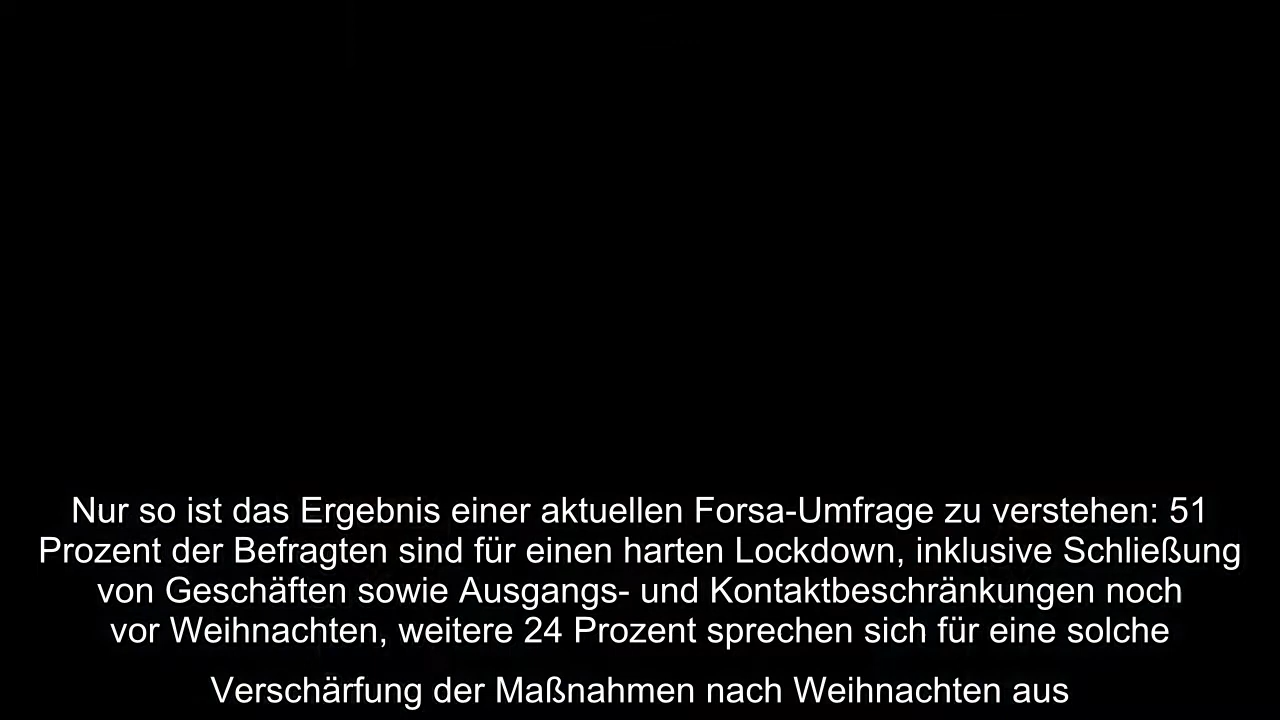 Nur so ist das Ergebnis einer aktuellen Forsa-Umfrage zu verstehen: 51
Prozent der Befragten sind für einen harten Lockdown, inklusive Schließung
von Geschäften sowie Ausgangs- und Kontaktbeschränkungen noch
vor Weihnachten, weitere 24 Prozent sprechen sich für eine solche
Verschärfung der Maßnahmen nach Weihnachten aus